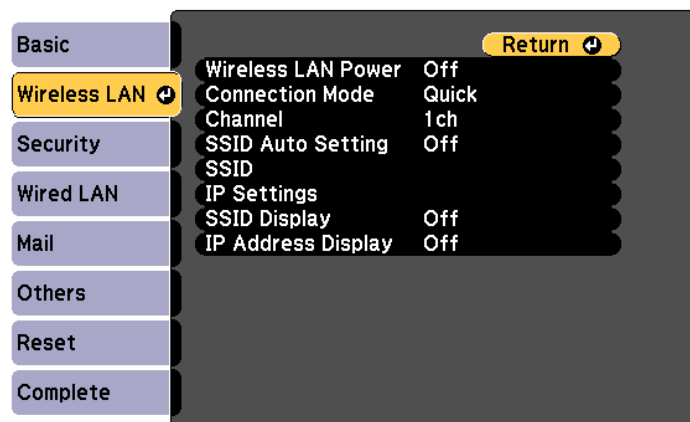 Basic
Wireless LAN
Security
Wired LAN
Mail
Others
Reset
Complete
Return
Wireless LAN Power Off
Connection Mode Quick
Channel 1ch
SSID Auto Setting Off
SSID
IP Settings
SSID Display Off
IP Address Display Off